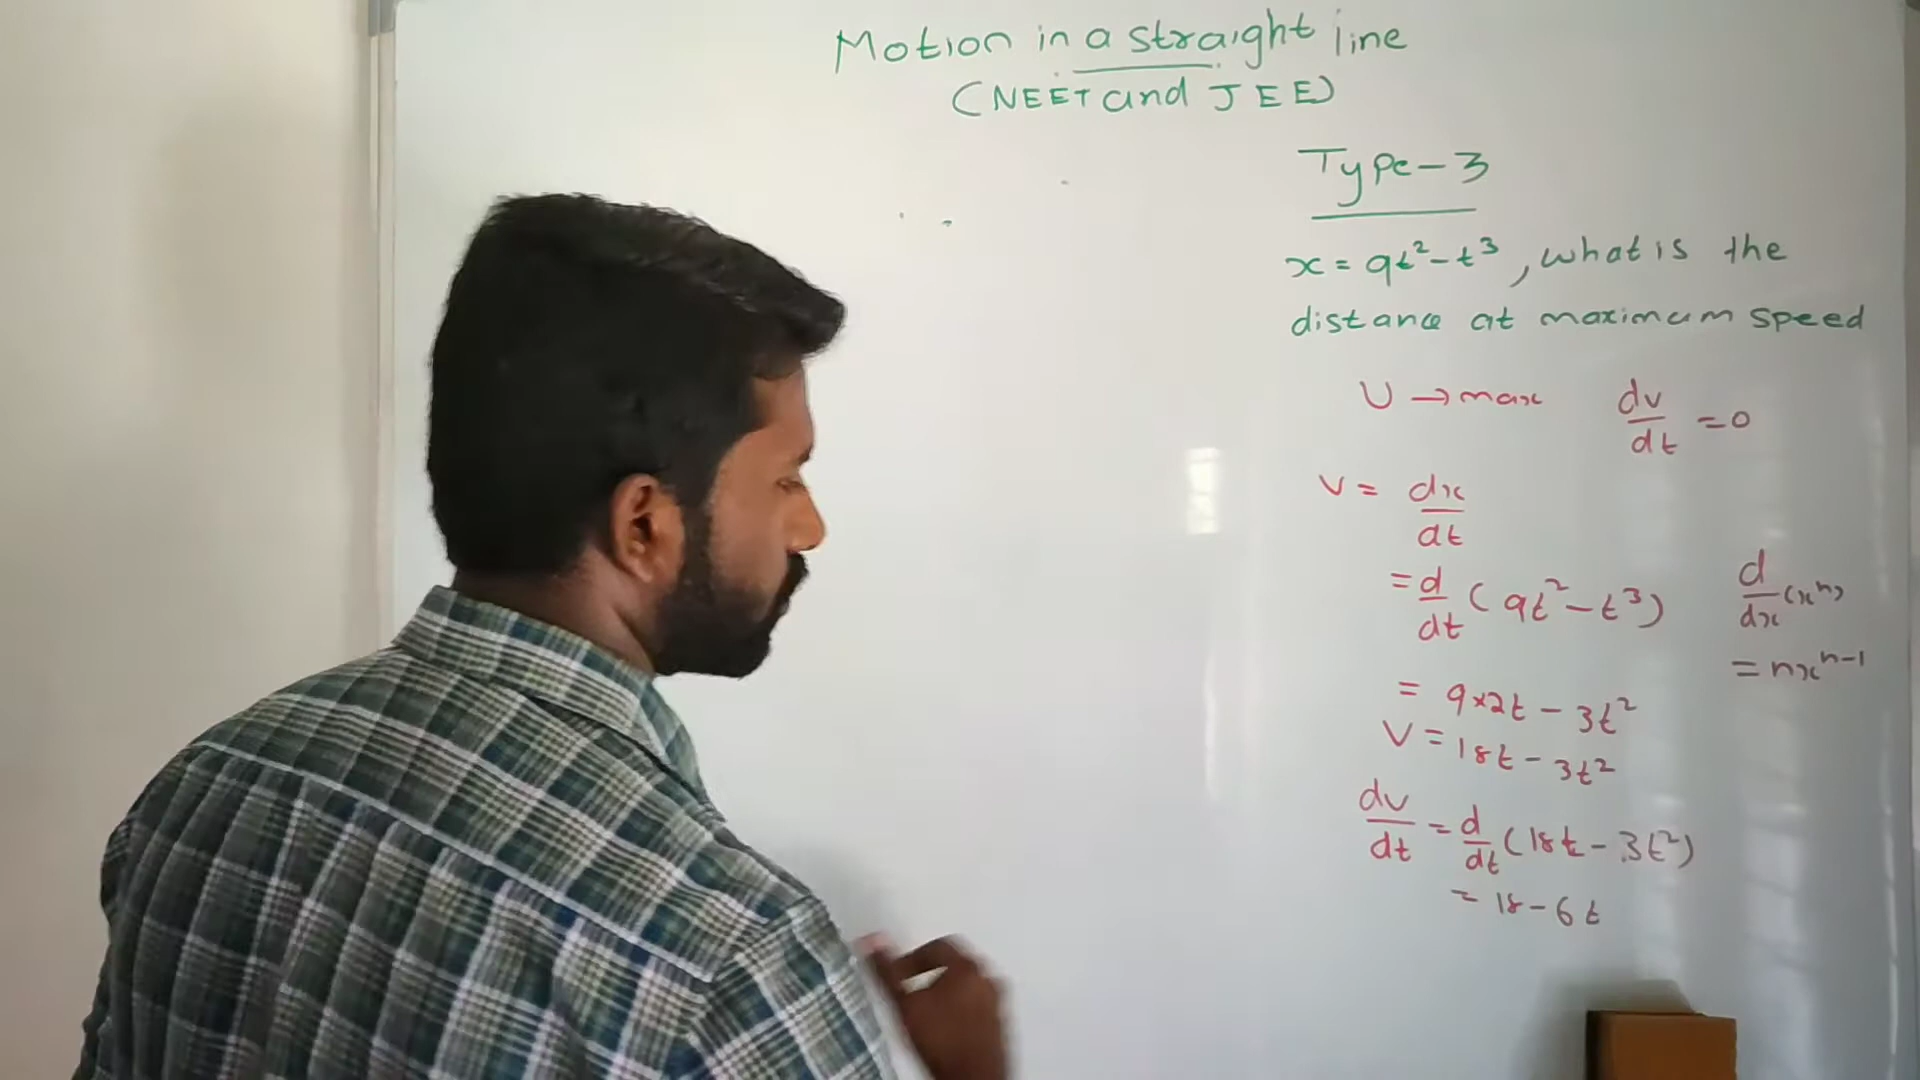 Motion in a straight line
(NEET and JEE)
Type-3
x = 9t²-t³, what is the
distance at maximum speed
U → max dv/dt = 0
V = dx/dt
= d/dt (9t²-t³) d/dx (xⁿ)
= nxⁿ⁻¹
= 9×2t - 3t²
V = 18t - 3t²
dv/dt = d/dt (18t - 3t²)
= 18-6t